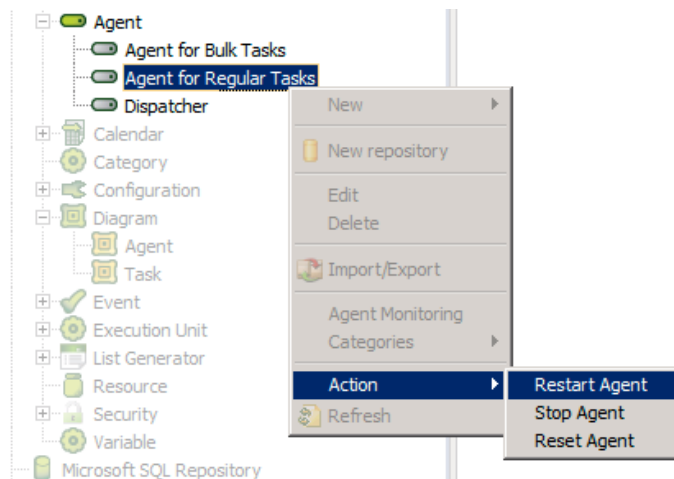 Agent
Agent for Bulk Tasks
Agent for Regular Tasks
Dispatcher
Calendar
Category
Configuration
Diagram
Agent
Task
Event
Execution Unit
List Generator
Resource
Security
Variable
Microsoft SQL Repository
New
New repository
Edit
Delete
Import/Export
Agent Monitoring
Categories
Action
Refresh
Restart Agent
Stop Agent
Reset Agent